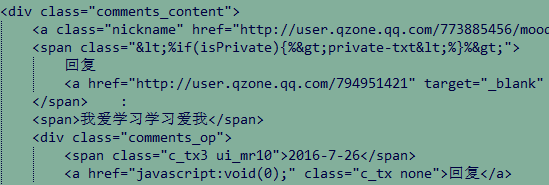 <div class="comments_content">
<a class="nickname" href="http://user.qzone.qq.com/773885456/mood
<span class="&lt;%if(isPrivate){%&gt;private-txt&lt;%}%&gt;">
回复
<a href="http://user.qzone.qq.com/794951421" target="_blank"
</span> :
<span>我爱学习学习爱我</span>
<div class="comments_op">
<span class="c_tx3 ui_mr10">2016-7-26</span>
<a href="javascript:void(0);" class="c_tx none">回复</a>